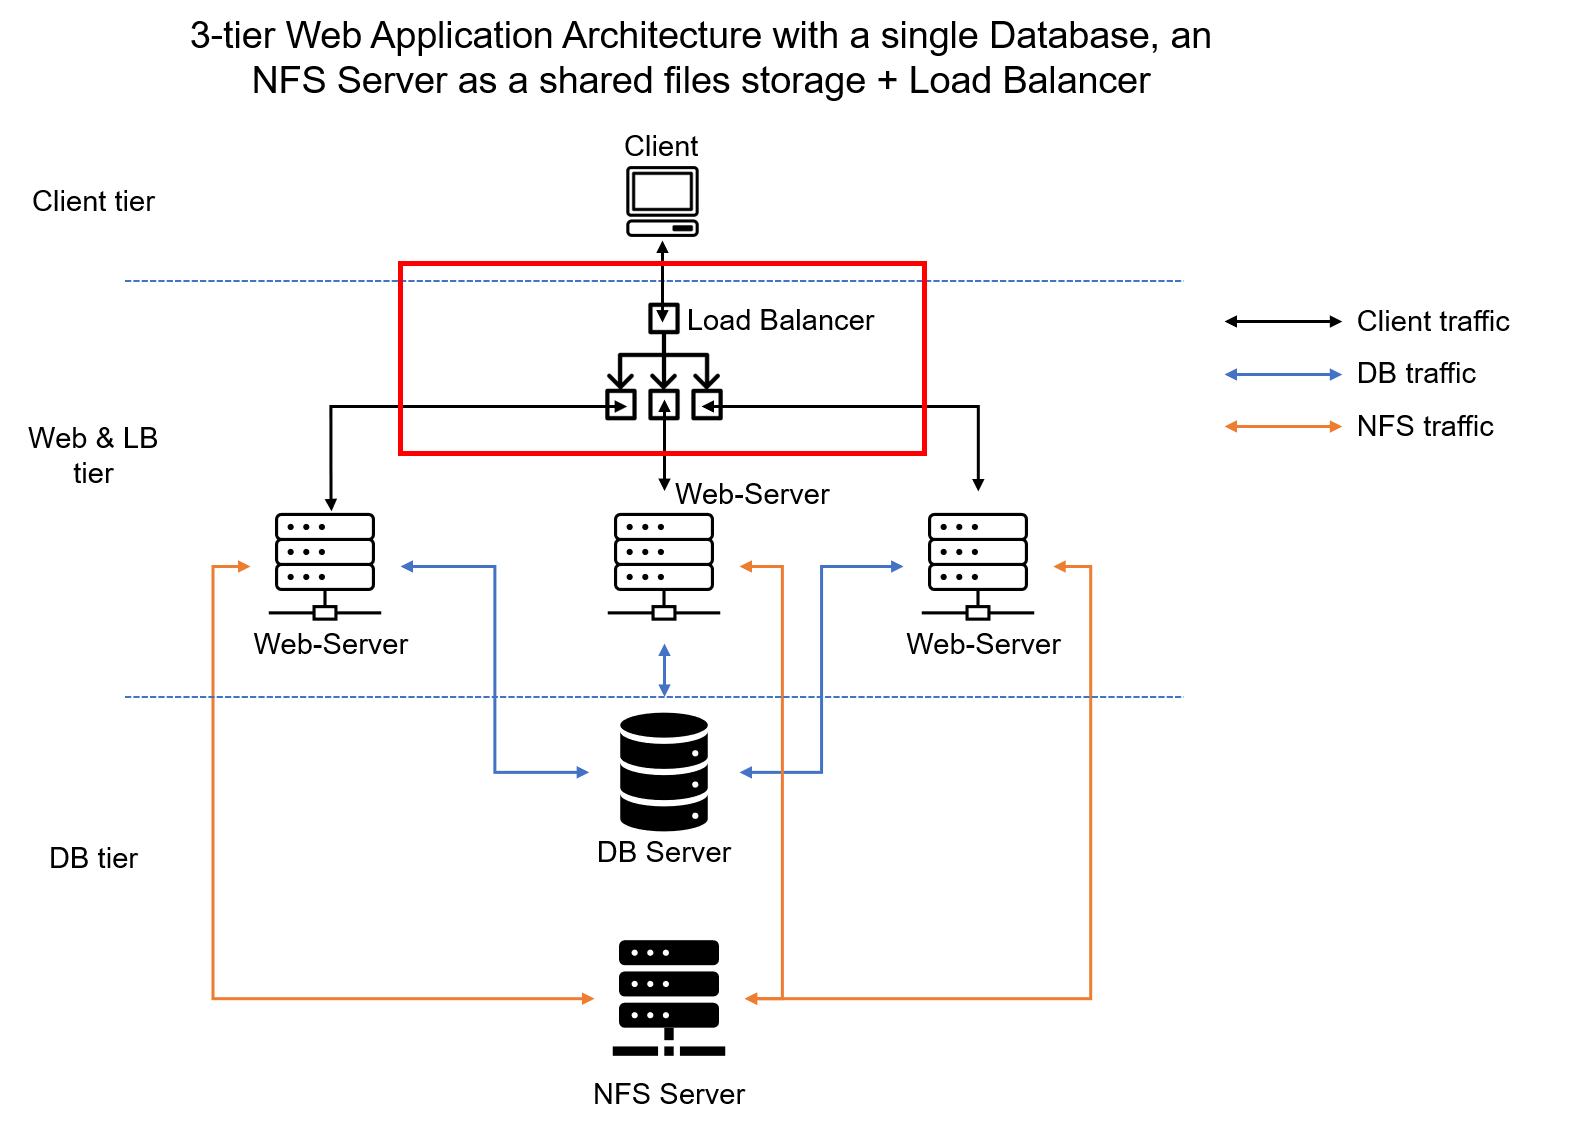 3-tier Web Application Architecture with a single Database, an
NFS Server as a shared files storage + Load Balancer
Client
Client tier
Load Balancer
Client traffic
DB traffic
NFS traffic
Web & LB
tier
Web-Server
Web-Server
Web-Server
DB Server
DB tier
NFS Server